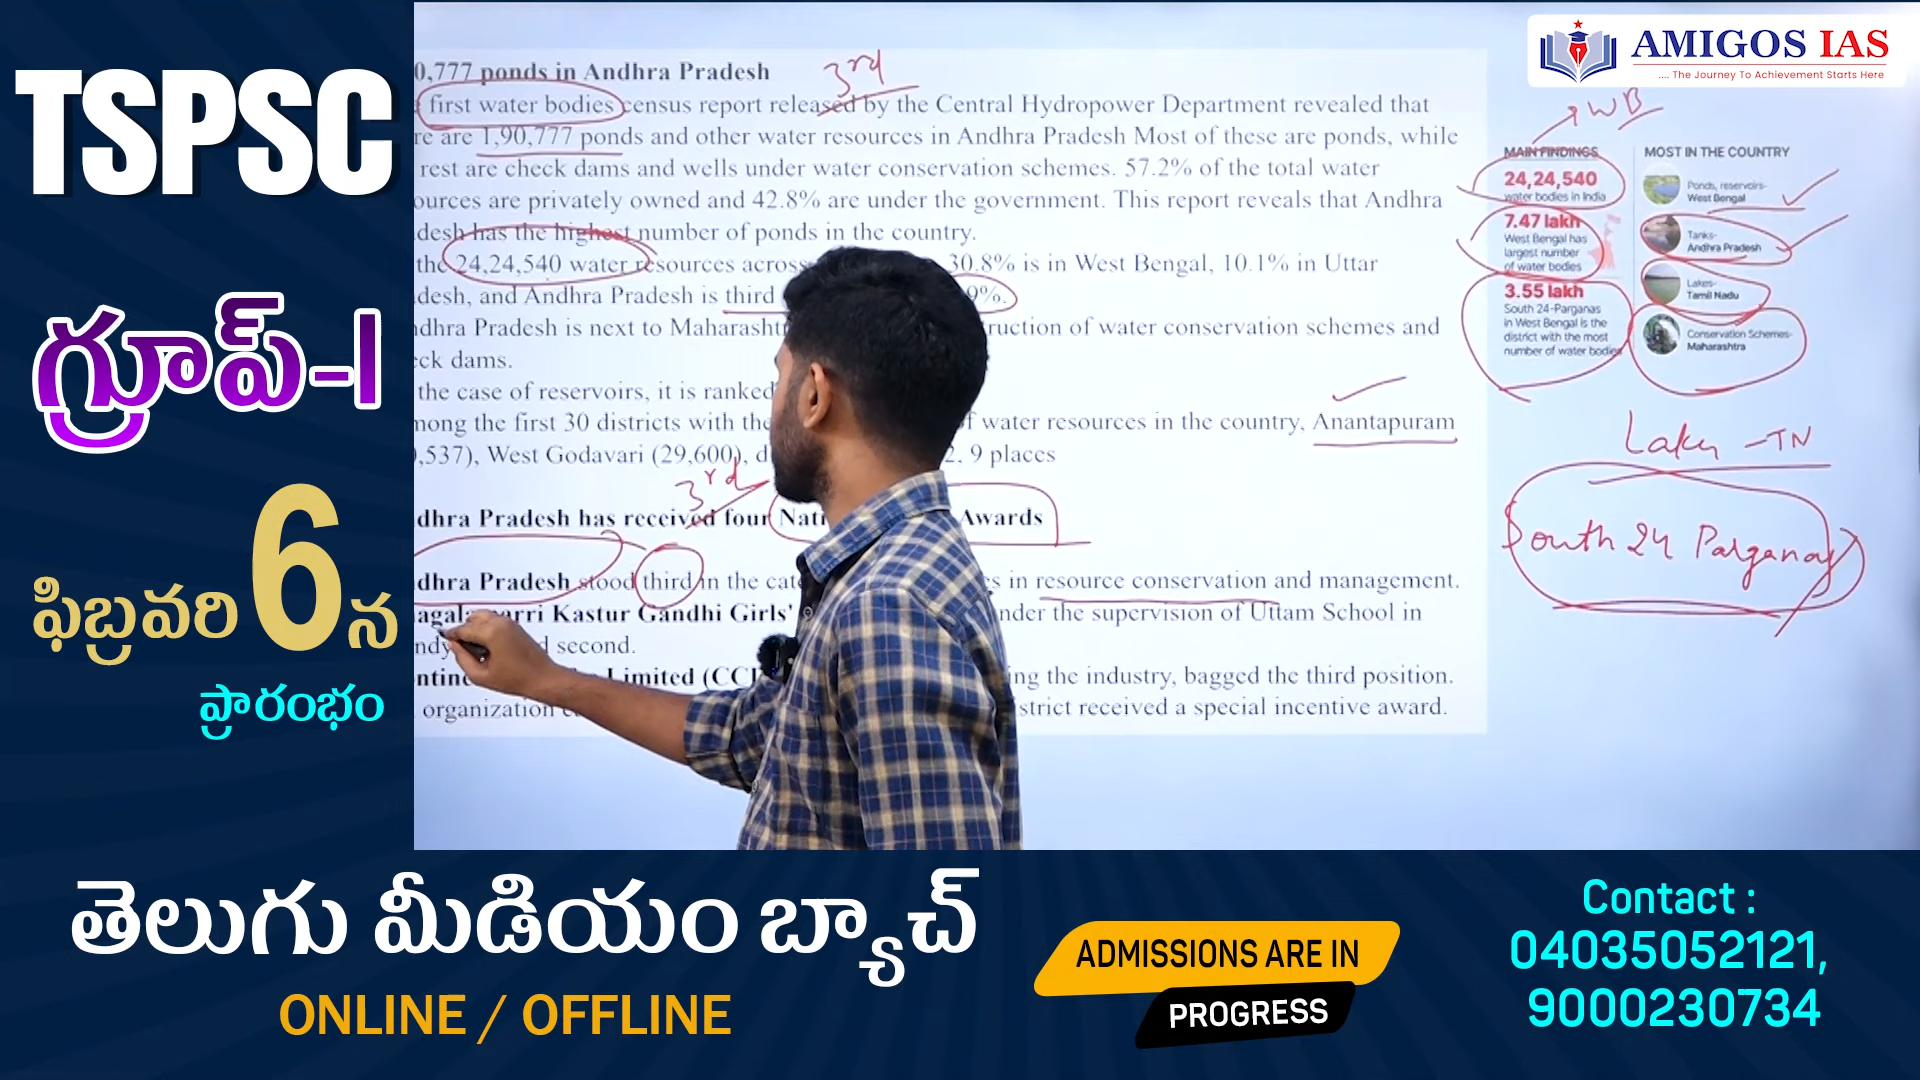 TSPSC
గ్రూప్-I
ఫిబ్రవరి 6న
ప్రారంభం
0,777 ponds in Andhra Pradesh
3rd
first water bodies census report released by the Central Hydropower Department revealed that
re are 1,90,777 ponds and other water resources in Andhra Pradesh Most of these are ponds, while
rest are check dams and wells under water conservation schemes. 57.2% of the total water
ources are privately owned and 42.8% are under the government. This report reveals that Andhra
desh has the highest number of ponds in the country.
the 24,24,540 water resources across 30.8% is in West Bengal, 10.1% in Uttar
desh, and Andhra Pradesh is third 9%.
ndhra Pradesh is next to Maharasht ruction of water conservation schemes and
ck dams.
the case of reservoirs, it is ranked
mong the first 30 districts with the f water resources in the country, Anantapuram
,537), West Godavari (29,600), d 2, 9 places
3rd
dhra Pradesh has received four Nati Awards
dhra Pradesh stood third in the cat s in resource conservation and management.
agala arri Kastur Gandhi Girls' nder the supervision of Uttam School in
ndy d second.
ntine Limited (CCI ing the industry, bagged the third position.
organization strict received a special incentive award.
AMIGOS IAS
.... The Journey To Achievement Starts Here
WB
MAIN FINDINGS
24,24,540
water bodies in India
7.47 lakh
West Bengal has
largest number
of water bodies
3.55 lakh
South 24-Parganas
in West Bengal is the
district with the most
number of water bodies
MOST IN THE COUNTRY
Ponds, reservoirs-
West Bengal
Tanks-
Andhra Pradesh
Lakes-
Tamil Nadu
Conservation Schemes-
Maharashtra
Lakes - TN
South 24 Parganas
తెలుగు మీడియం బ్యాచ్
ONLINE / OFFLINE
ADMISSIONS ARE IN
PROGRESS
Contact :
04035052121,
9000230734